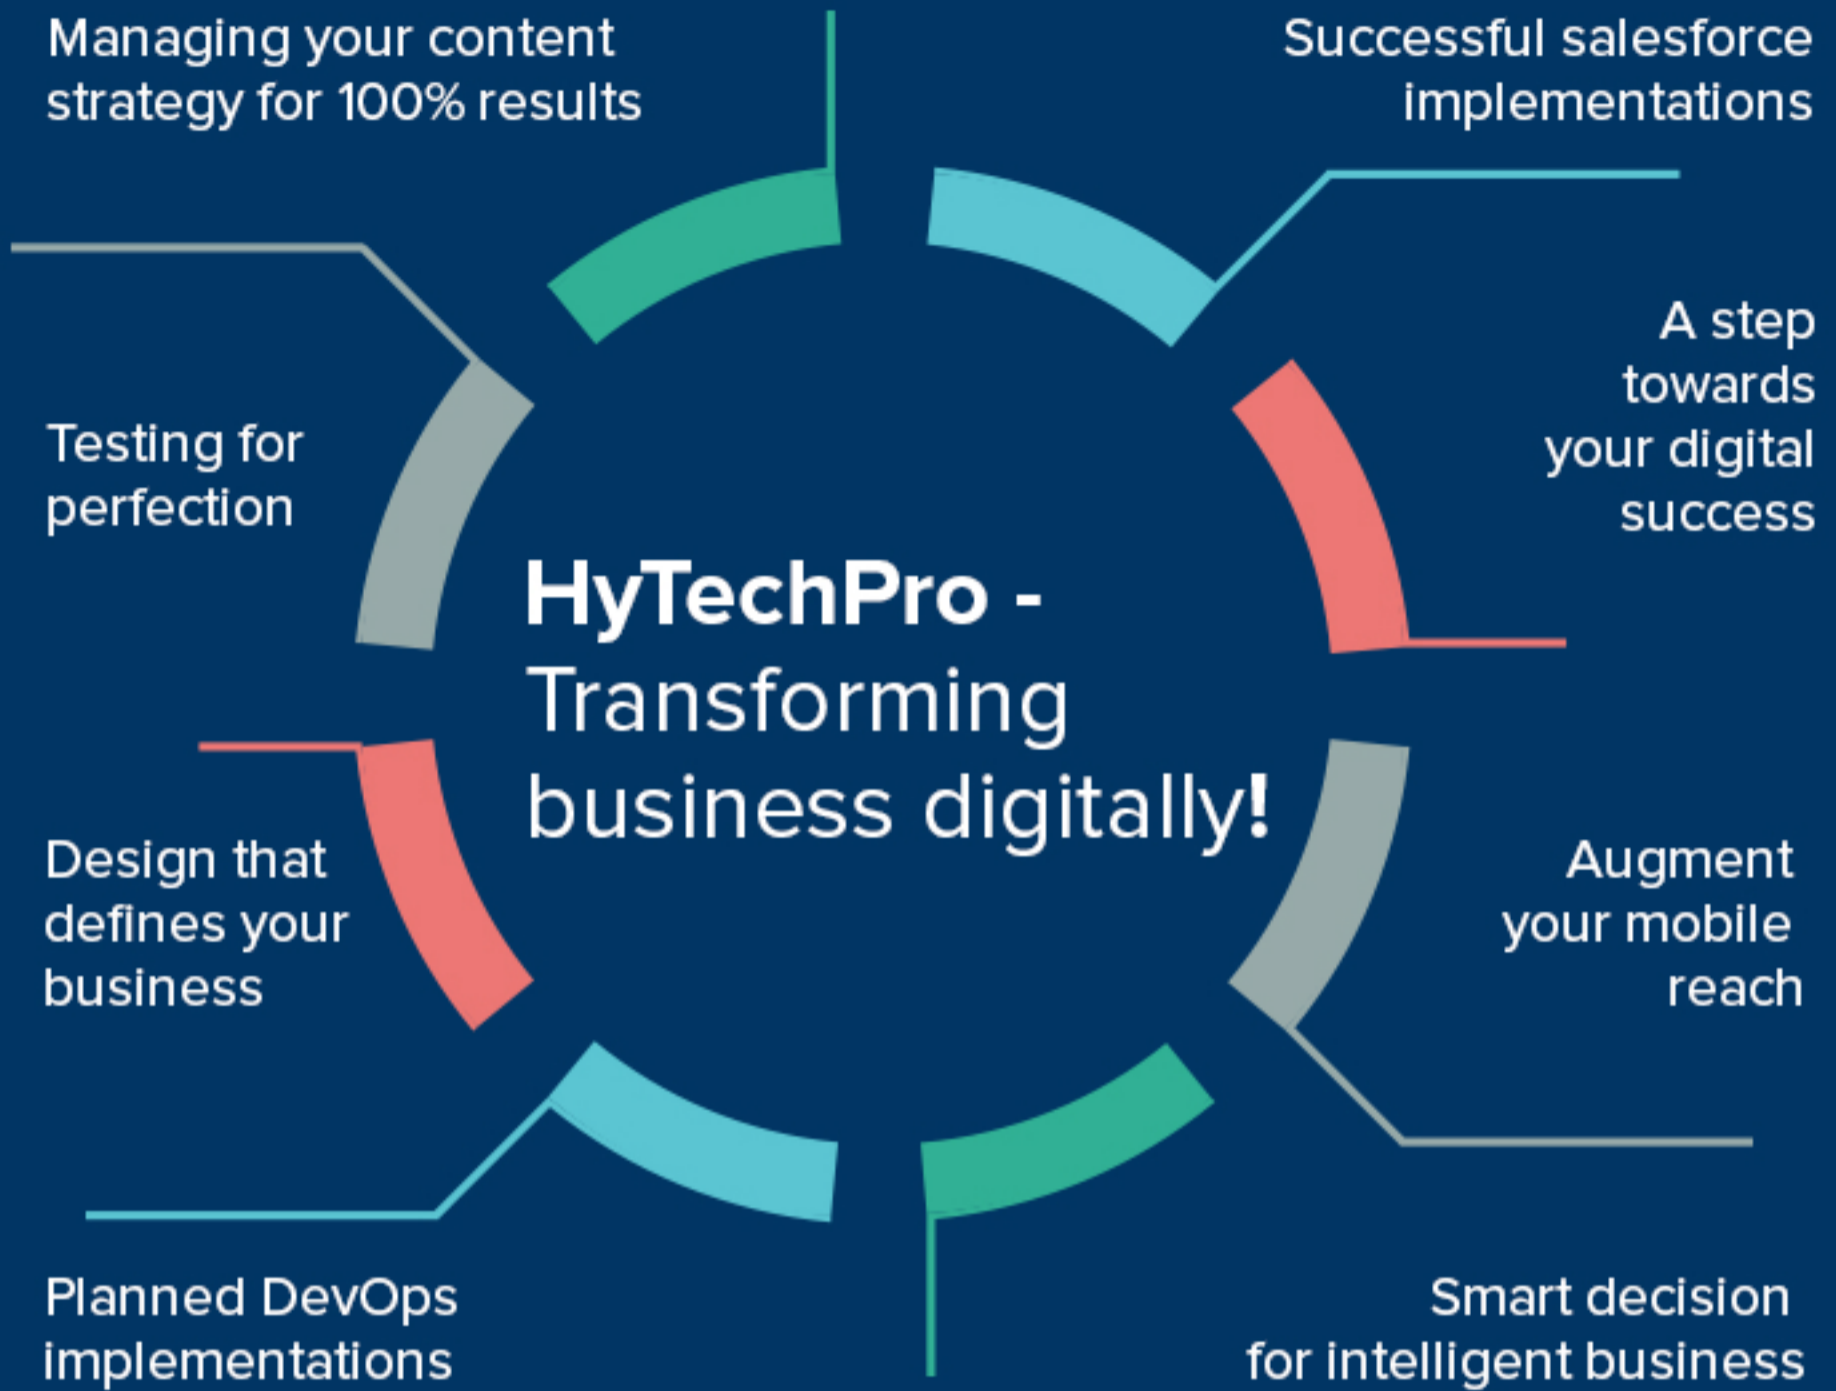 Managing your content
strategy for 100% results
Successful salesforce
implementations
A step
towards
your digital
success
Testing for
perfection
HyTechPro -
Transforming
business digitally!
Design that
defines your
business
Augment
your mobile
reach
Planned DevOps
implementations
Smart decision
for intelligent business